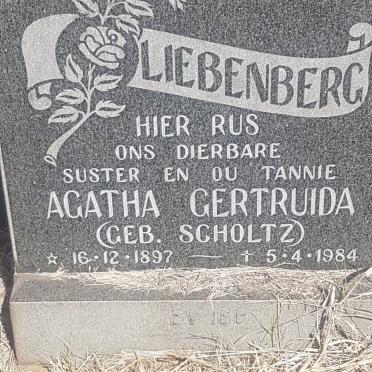 LIEBENBERG
HIER RUS
ONS DIERBARE
SUSTER EN OU TANNIE
AGATHA GERTRUIDA
(GEB. SCHOLTZ)
☆ 16·12·1897 — † 5·4·1984
EV